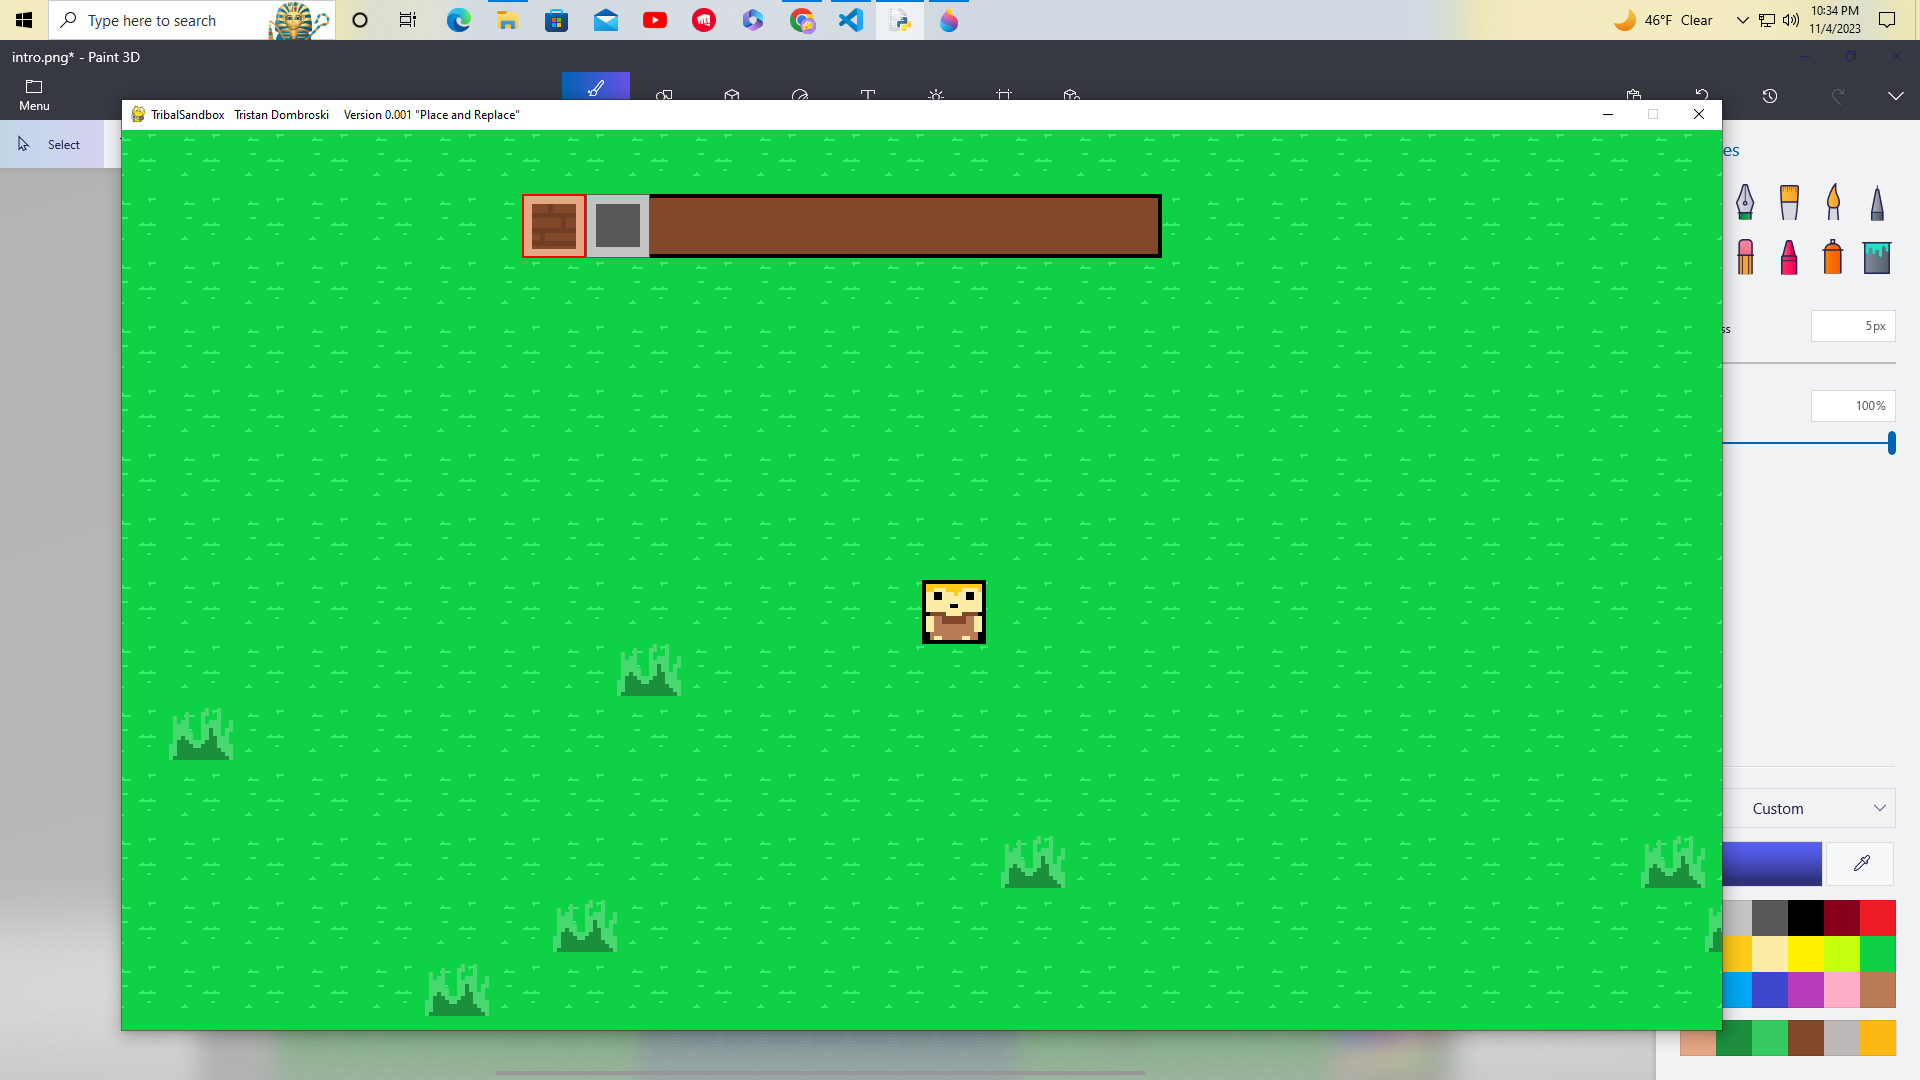 Type here to search
46°F Clear
10:34 PM
11/4/2023
intro.png* - Paint 3D
Menu
TribalSandbox Tristan Dombroski Version 0.001 "Place and Replace"
Select
es
ss
5px
100%
Custom